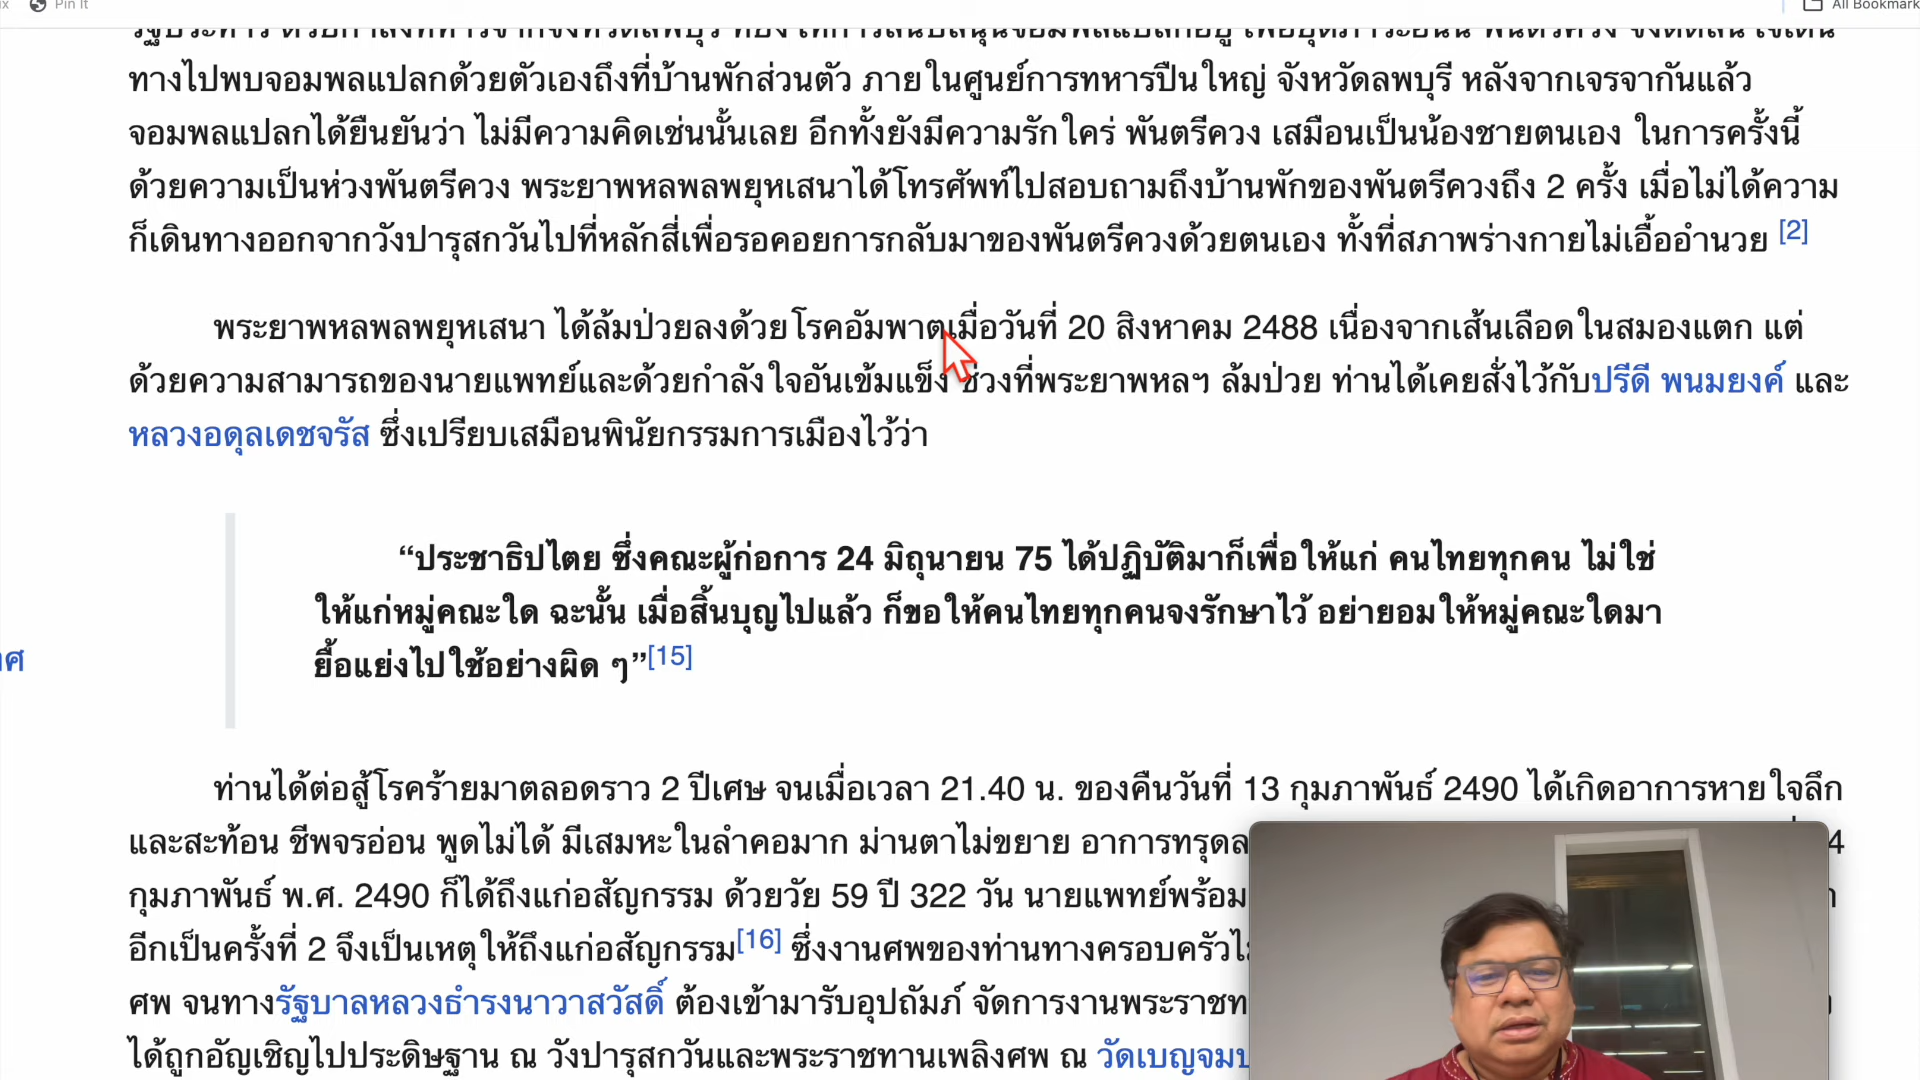 Pin It
All Bookmark
ทางไปพบจอมพลแปลกด้วยตัวเองถึงที่บ้านพักส่วนตัว ภายในศูนย์การทหารปืนใหญ่ จังหวัดลพบุรี หลังจากเจรจากันแล้ว
จอมพลแปลกได้ยืนยันว่า ไม่มีความคิดเช่นนั้นเลย อีกทั้งยังมีความรักใคร่ พันตรีควง เสมือนเป็นน้องชายตนเอง ในการครั้งนี้
ด้วยความเป็นห่วงพันตรีควง พระยาพหลพลพยุหเสนาได้โทรศัพท์ไปสอบถามถึงบ้านพักของพันตรีควงถึง 2 ครั้ง เมื่อไม่ได้ความ
ก็เดินทางออกจากวังปารุสกวันไปที่หลักสี่เพื่อรอคอยการกลับมาของพันตรีควงด้วยตนเอง ทั้งที่สภาพร่างกายไม่เอื้ออำนวย [2]
พระยาพหลพลพยุหเสนา ได้ล้มป่วยลงด้วยโรคอัมพาตเมื่อวันที่ 20 สิงหาคม 2488 เนื่องจากเส้นเลือดในสมองแตก แต่
ด้วยความสามารถของนายแพทย์และด้วยกำลังใจอันเข้มแข็ง ช่วงที่พระยาพหลฯ ล้มป่วย ท่านได้เคยสั่งไว้กับปรีดี พนมยงค์ และ
หลวงอดุลเดชจรัส ซึ่งเปรียบเสมือนพินัยกรรมการเมืองไว้ว่า
“ประชาธิปไตย ซึ่งคณะผู้ก่อการ 24 มิถุนายน 75 ได้ปฏิบัติมาก็เพื่อให้แก่ คนไทยทุกคน ไม่ใช่
ให้แก่หมู่คณะใด ฉะนั้น เมื่อสิ้นบุญไปแล้ว ก็ขอให้คนไทยทุกคนจงรักษาไว้ อย่ายอมให้หมู่คณะใดมา
ยื้อแย่งไปใช้อย่างผิด ๆ”[15]
ท่านได้ต่อสู้โรคร้ายมาตลอดราว 2 ปีเศษ จนเมื่อเวลา 21.40 น. ของคืนวันที่ 13 กุมภาพันธ์ 2490 ได้เกิดอาการหายใจลึก
และสะท้อน ชีพจรอ่อน พูดไม่ได้ มีเสมหะในลำคอมาก ม่านตาไม่ขยาย อาการทรุดล 4
กุมภาพันธ์ พ.ศ. 2490 ก็ได้ถึงแก่อสัญกรรม ด้วยวัย 59 ปี 322 วัน นายแพทย์พร้อม
อีกเป็นครั้งที่ 2 จึงเป็นเหตุให้ถึงแก่อสัญกรรม[16] ซึ่งงานศพของท่านทางครอบครัว
ศพ จนทางรัฐบาลหลวงธำรงนาวาสวัสดิ์ ต้องเข้ามารับอุปถัมภ์ จัดการงานพระราชท
ได้ถูกอัญเชิญไปประดิษฐาน ณ วังปารุสกวันและพระราชทานเพลิงศพ ณ วัดเบญจมบ